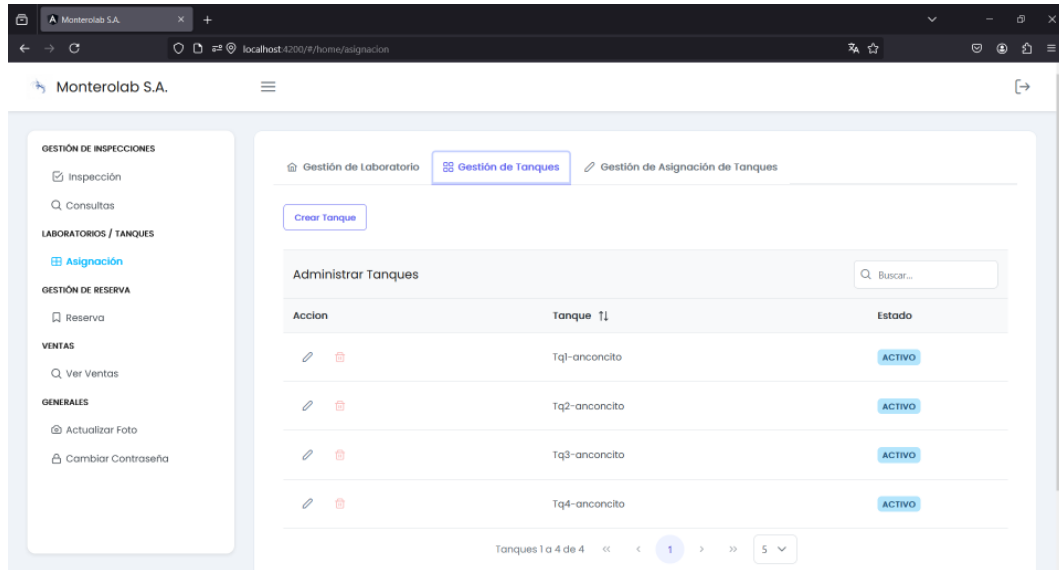 Monterolab S.A.
localhost:4200/#/home/asignacion
Monterolab S.A.
GESTIÓN DE INSPECCIONES
Inspección
Consultas
LABORATORIOS / TANQUES
Asignación
GESTIÓN DE RESERVA
Reserva
VENTAS
Ver Ventas
GENERALES
Actualizar Foto
Cambiar Contraseña
Gestión de Laboratorio Gestión de Tanques Gestión de Asignación de Tanques
Crear Tanque
Administrar Tanques Buscar...
Accion Tanque Estado
Tq1-anconcito ACTIVO
Tq2-anconcito ACTIVO
Tq3-anconcito ACTIVO
Tq4-anconcito ACTIVO
Tanques 1 a 4 de 4 « ‹ 1 › » 5